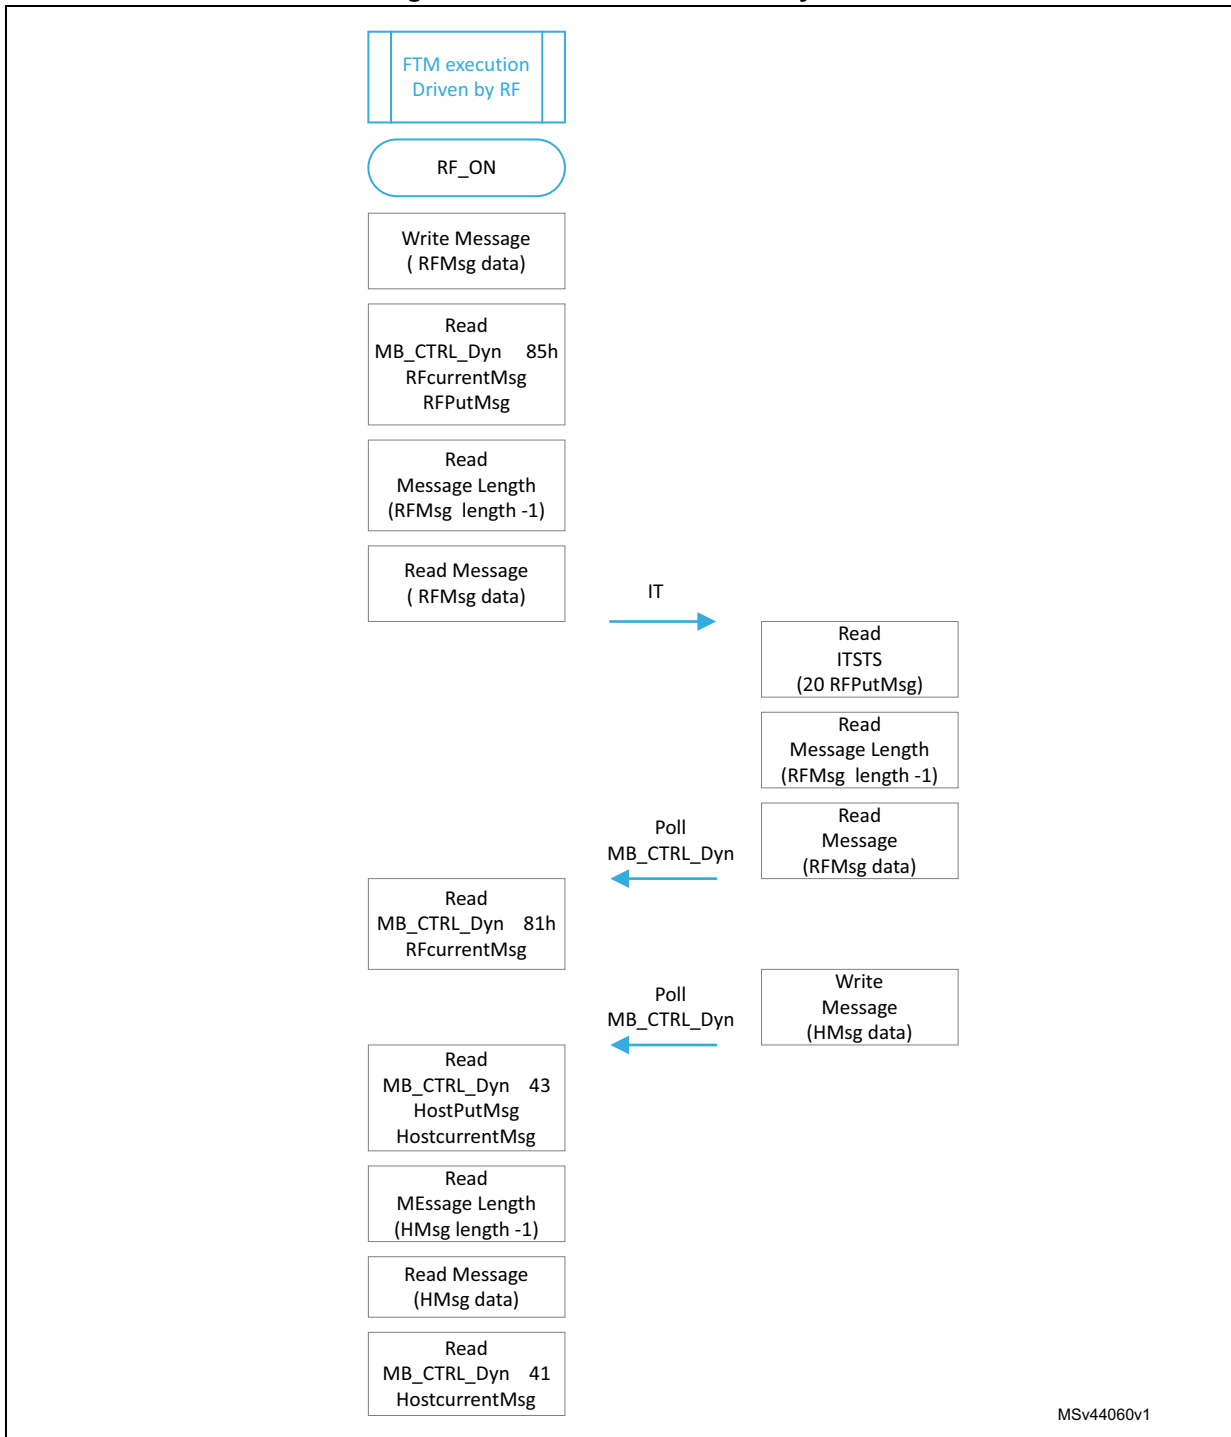 FTM execution
Driven by RF
RF_ON
Write Message
( RFMsg data)
Read
MB_CTRL_Dyn 85h
RFcurrentMsg
RFPutMsg
Read
Message Length
(RFMsg length -1)
Read Message
( RFMsg data)
IT
Read
ITSTS
(20 RFPutMsg)
Read
Message Length
(RFMsg length -1)
Read
Message
(RFMsg data)
Poll
MB_CTRL_Dyn
Read
MB_CTRL_Dyn 81h
RFcurrentMsg
Write
Message
(HMsg data)
Poll
MB_CTRL_Dyn
Read
MB_CTRL_Dyn 43
HostPutMsg
HostcurrentMsg
Read
MEssage Length
(HMsg length -1)
Read Message
(HMsg data)
Read
MB_CTRL_Dyn 41
HostcurrentMsg
MSv44060v1